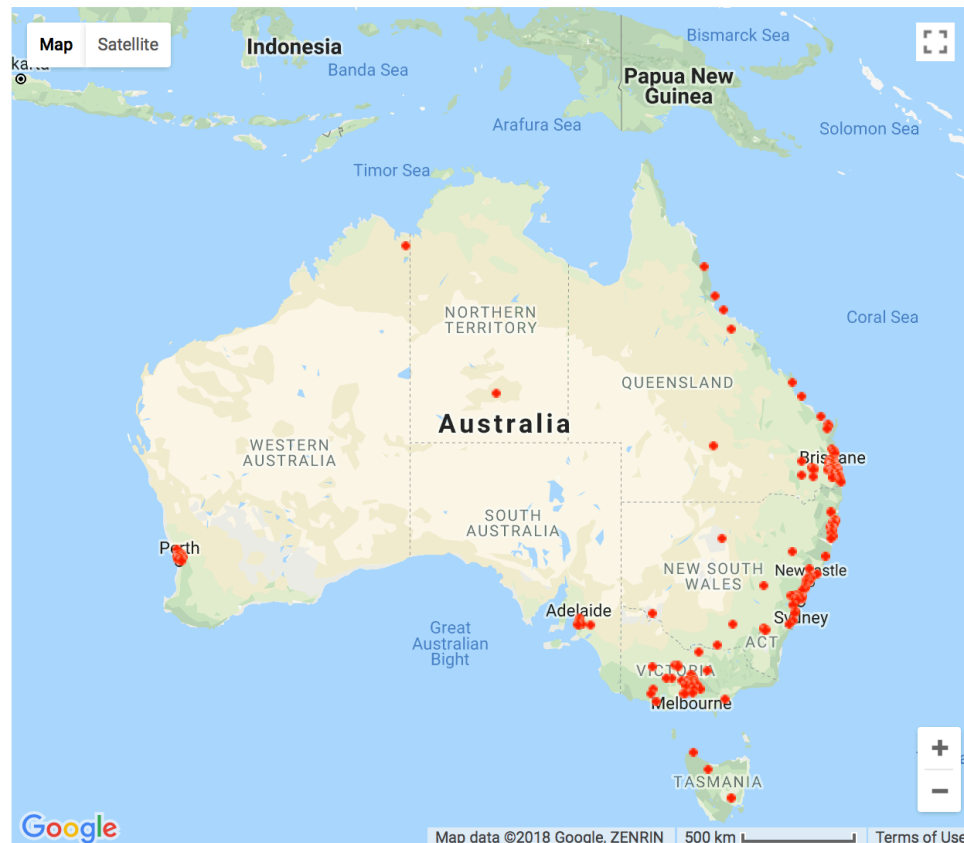 Map Satellite
Indonesia
Bismarck Sea
karta
Banda Sea
Papua New
Guinea
Arafura Sea
Solomon Sea
Timor Sea
NORTHERN
TERRITORY
Coral Sea
QUEENSLAND
Australia
WESTERN
AUSTRALIA
Brisbane
SOUTH
AUSTRALIA
Perth
NEW SOUTH
WALES
Newcastle
Adelaide
Sydney
Great
Australian
Bight
ACT
VICTORIA
Melbourne
TASMANIA
Google
Map data ©2018 Google, ZENRIN 500 km Terms of Use